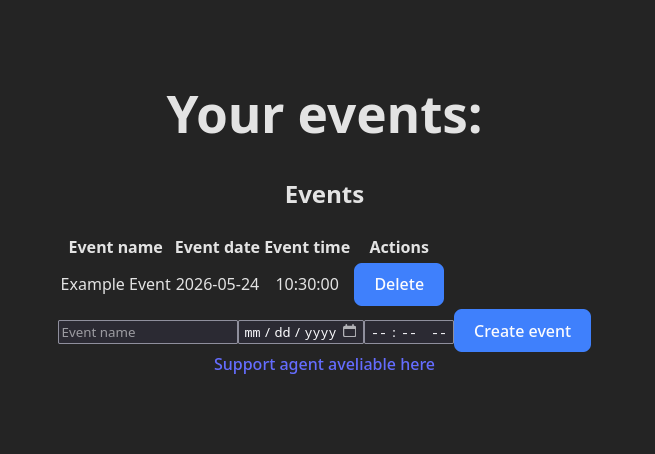 Your events:
Events
Event name Event date Event time Actions
Example Event 2026-05-24 10:30:00 Delete
Event name mm / dd / yyyy -- : -- -- Create event
Support agent aveliable here